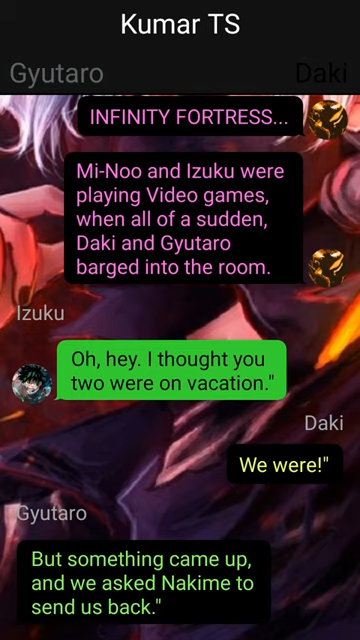 Kumar TS
Gyutaro
Daki
INFINITY FORTRESS...
Mi-Noo and Izuku were
playing Video games,
when all of a sudden,
Daki and Gyutaro
barged into the room.
Izuku
Oh, hey. I thought you
two were on vacation."
Daki
We were!"
Gyutaro
But something came up,
and we asked Nakime to
send us back."